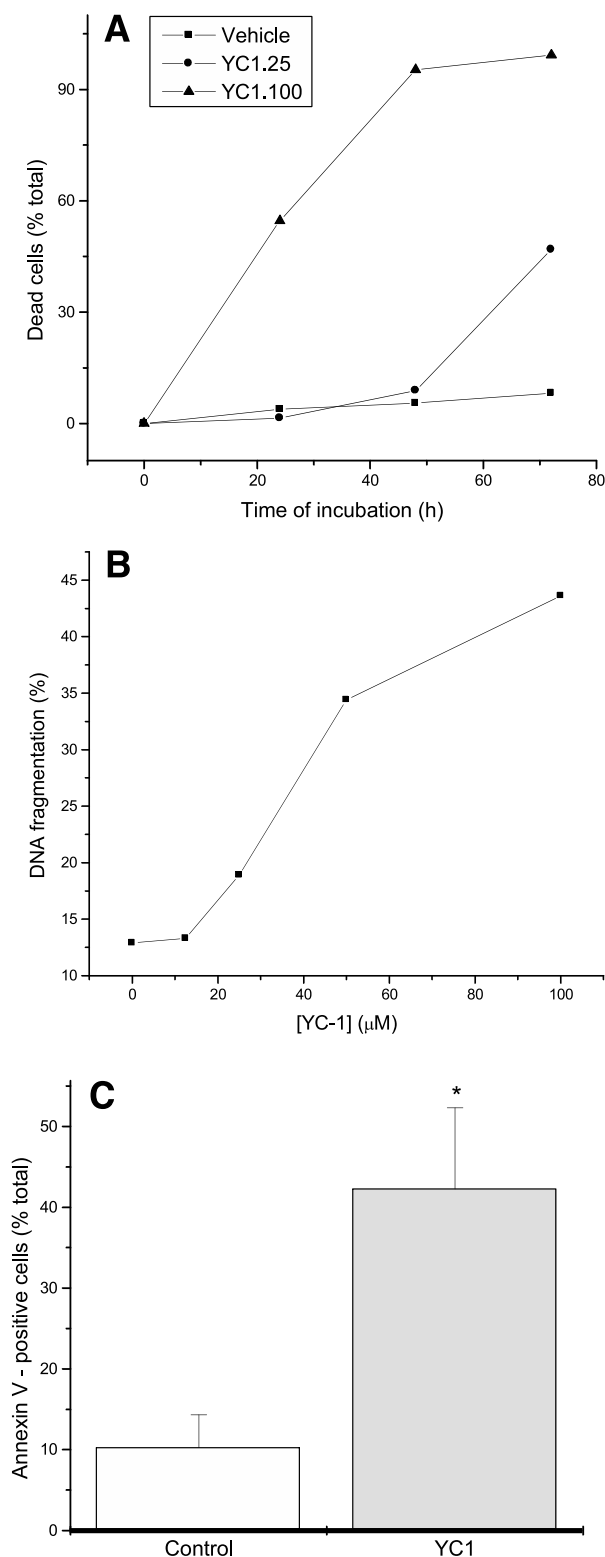 A
Vehicle
YC1.25
YC1.100
90
60
30
0
Dead cells (% total)
0 20 40 60 80
Time of incubation (h)
B
45
40
35
30
25
20
15
10
DNA fragmentation (%)
0 20 40 60 80 100
[YC-1] (μM)
C
*
50
40
30
20
10
0
Annexin V - positive cells (% total)
Control YC1